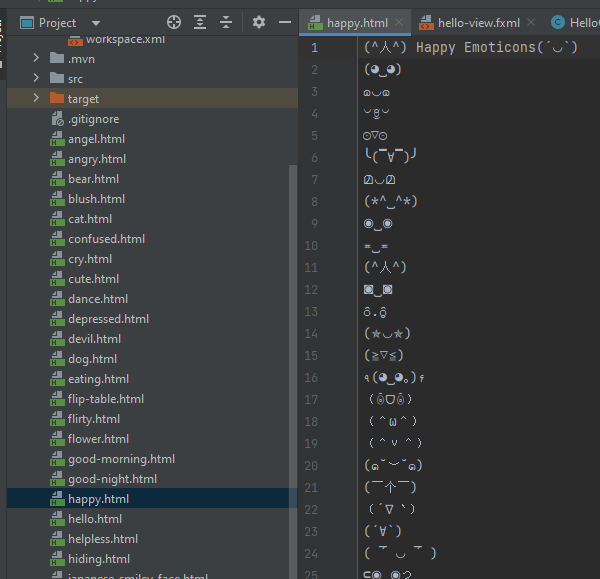 Project
workspace.xml
.mvn
src
target
.gitignore
angel.html
angry.html
bear.html
blush.html
cat.html
confused.html
cry.html
cute.html
dance.html
depressed.html
devil.html
dog.html
eating.html
flip-table.html
flirty.html
flower.html
good-morning.html
good-night.html
happy.html
hello.html
helpless.html
hiding.html
japanese-smiley-face.html
happy.html
hello-view.fxml
Hello
1 (^人^) Happy Emoticons(´◡`)
2 (◕‿◕)
3 ๏◡๏
4
5 ⊙▽⊙
6 ╰(¯∀¯)╯
7
8 (*^‿^*)
9 ◉‿◉
10 =‿=
11 (^人^)
12 ◙‿◙
13
14 (✯◡✯)
15 (≧▽≦)
16 ٩(◕‿◕｡)۶
17
18 （＾ω＾）
19 （＾ｖ＾）
20 (๑˘︶˘๑)
21 (￣个￣)
22 （´∇｀）
23 (´∀`)
24 ( ￣ ◡ ￣ )
25 ⊆◉‿◉⊇